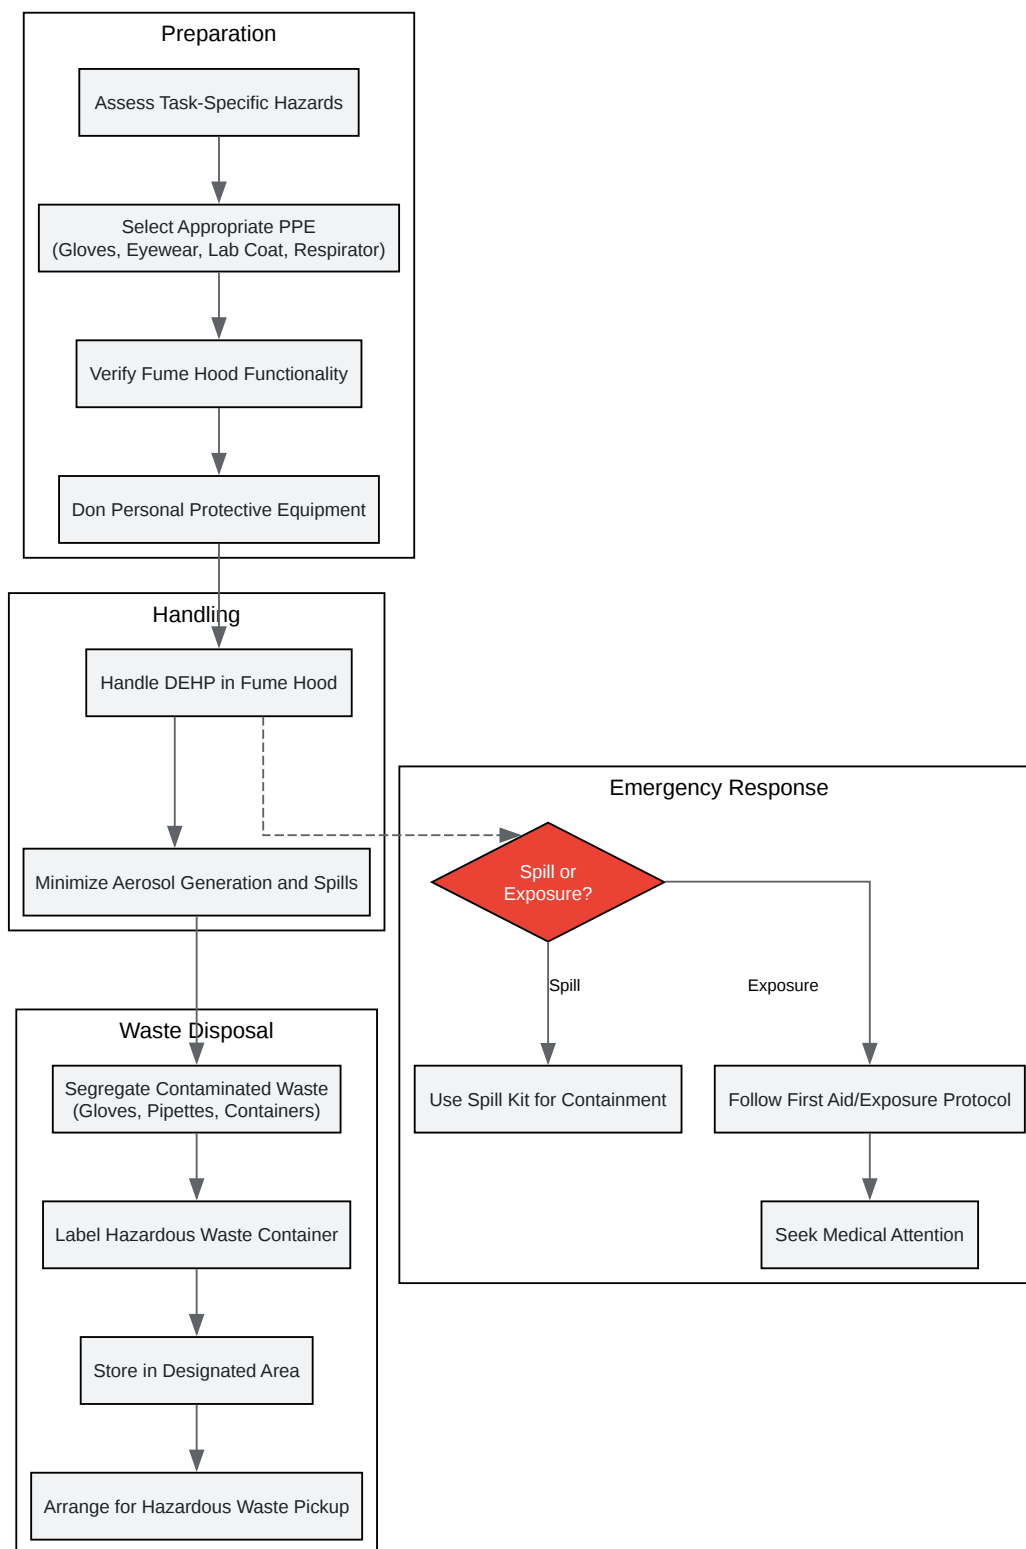 Preparation
Assess Task-Specific Hazards
Select Appropriate PPE
(Gloves, Eyewear, Lab Coat, Respirator)
Verify Fume Hood Functionality
Don Personal Protective Equipment
Handling
Handle DEHP in Fume Hood
Minimize Aerosol Generation and Spills
Emergency Response
Spill or
Exposure?
Spill
Exposure
Use Spill Kit for Containment
Follow First Aid/Exposure Protocol
Seek Medical Attention
Waste Disposal
Segregate Contaminated Waste
(Gloves, Pipettes, Containers)
Label Hazardous Waste Container
Store in Designated Area
Arrange for Hazardous Waste Pickup